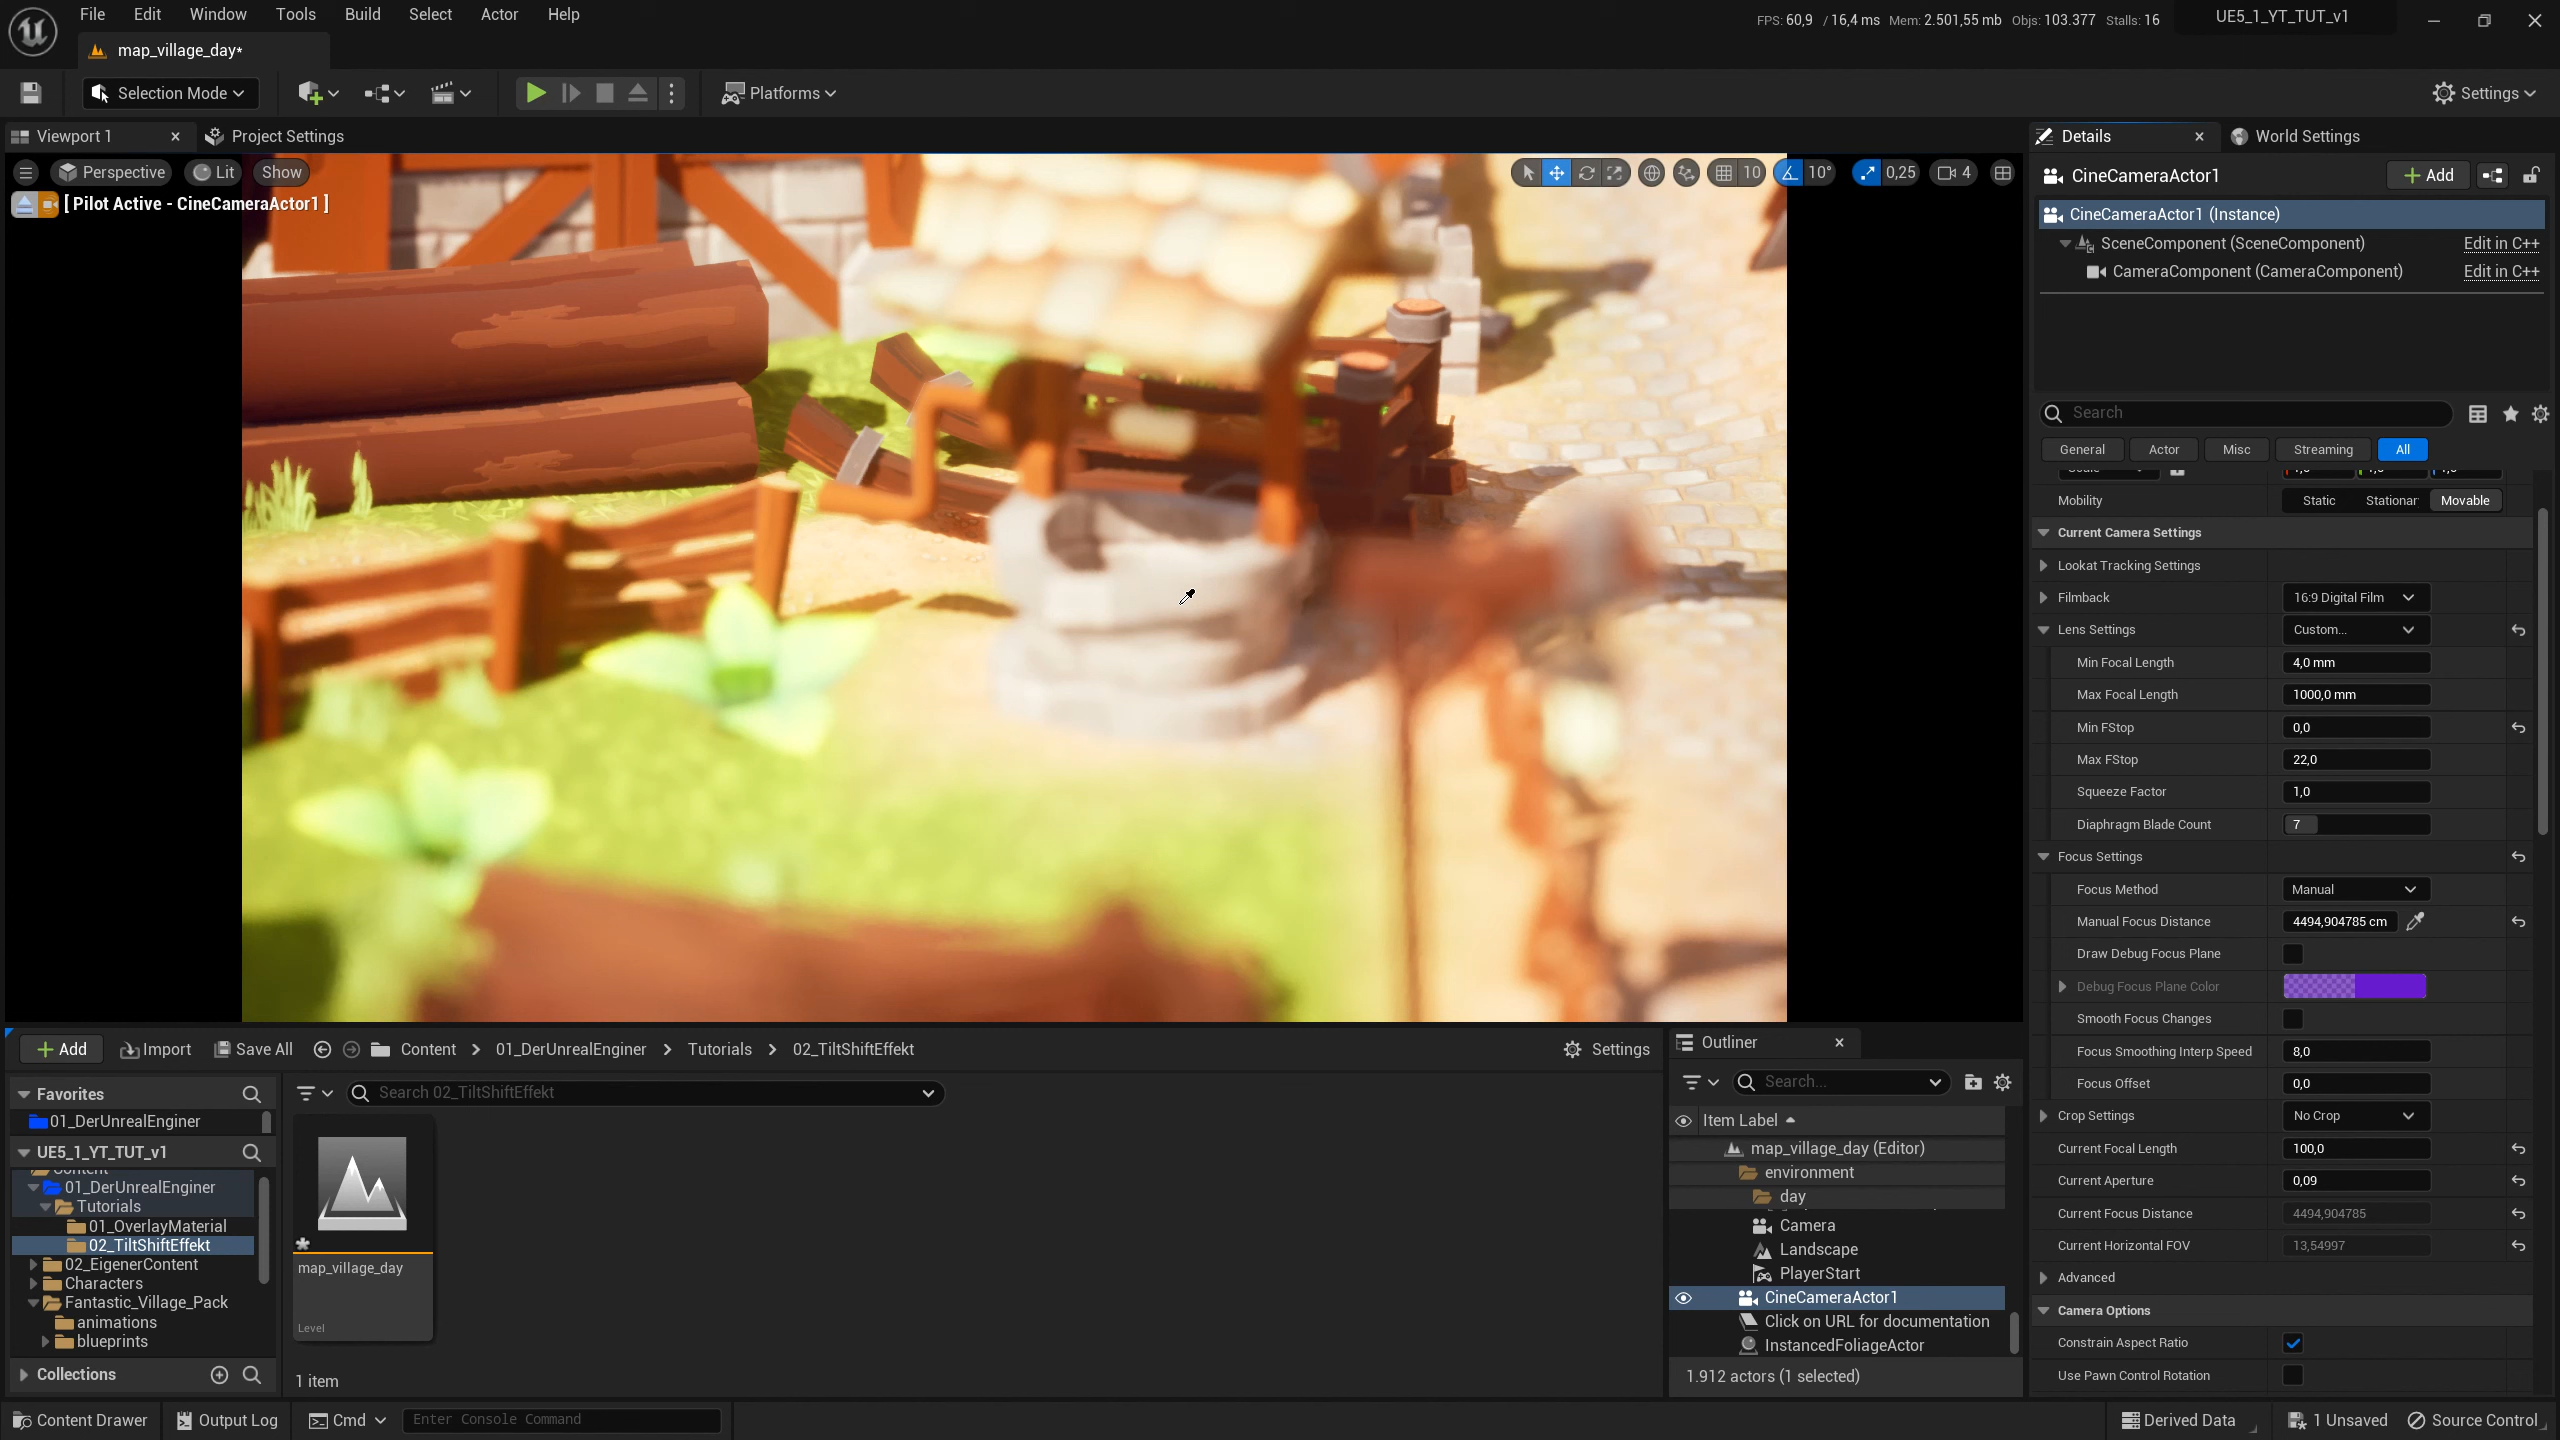 File Edit Window Tools Build Select Actor Help
FPS: 60,9 / 16,4 ms Mem: 2.501,55 mb Objs: 103.377 Stalls: 16
UE5_1_YT_TUT_v1
map_village_day*
Selection Mode
Platforms
Settings
Viewport 1
Project Settings
Perspective
Lit
Show
10
10°
0,25
4
[ Pilot Active - CineCameraActor1 ]
Details
World Settings
CineCameraActor1
Add
CineCameraActor1 (Instance)
SceneComponent (SceneComponent) Edit in C++
CameraComponent (CameraComponent) Edit in C++
Search
General Actor Misc Streaming All
Mobility Static Stationar Movable
Current Camera Settings
Lookat Tracking Settings
Filmback 16:9 Digital Film
Lens Settings Custom...
Min Focal Length 4,0 mm
Max Focal Length 1000,0 mm
Min FStop 0,0
Max FStop 22,0
Squeeze Factor 1,0
Diaphragm Blade Count 7
Focus Settings
Focus Method Manual
Manual Focus Distance 4494,904785 cm
Draw Debug Focus Plane
Debug Focus Plane Color
Smooth Focus Changes
Focus Smoothing Interp Speed 8,0
Focus Offset 0,0
Crop Settings No Crop
Current Focal Length 100,0
Current Aperture 0,09
Current Focus Distance 4494,904785
Current Horizontal FOV 13,54997
Advanced
Camera Options
Constrain Aspect Ratio
Use Pawn Control Rotation
Add Import Save All Content 01_DerUnrealEnginer Tutorials 02_TiltShiftEffekt Settings
Favorites
01_DerUnrealEnginer
UE5_1_YT_TUT_v1
Content
01_DerUnrealEnginer
Tutorials
01_OverlayMaterial
02_TiltShiftEffekt
02_EigenerContent
Characters
Fantastic_Village_Pack
animations
blueprints
Collections
Search 02_TiltShiftEffekt
map_village_day
Level
1 item
Outliner
Search...
Item Label
map_village_day (Editor)
environment
day
Camera
Landscape
PlayerStart
CineCameraActor1
Click on URL for documentation
InstancedFoliageActor
1.912 actors (1 selected)
Content Drawer
Output Log
Cmd
Enter Console Command
Derived Data
1 Unsaved
Source Control